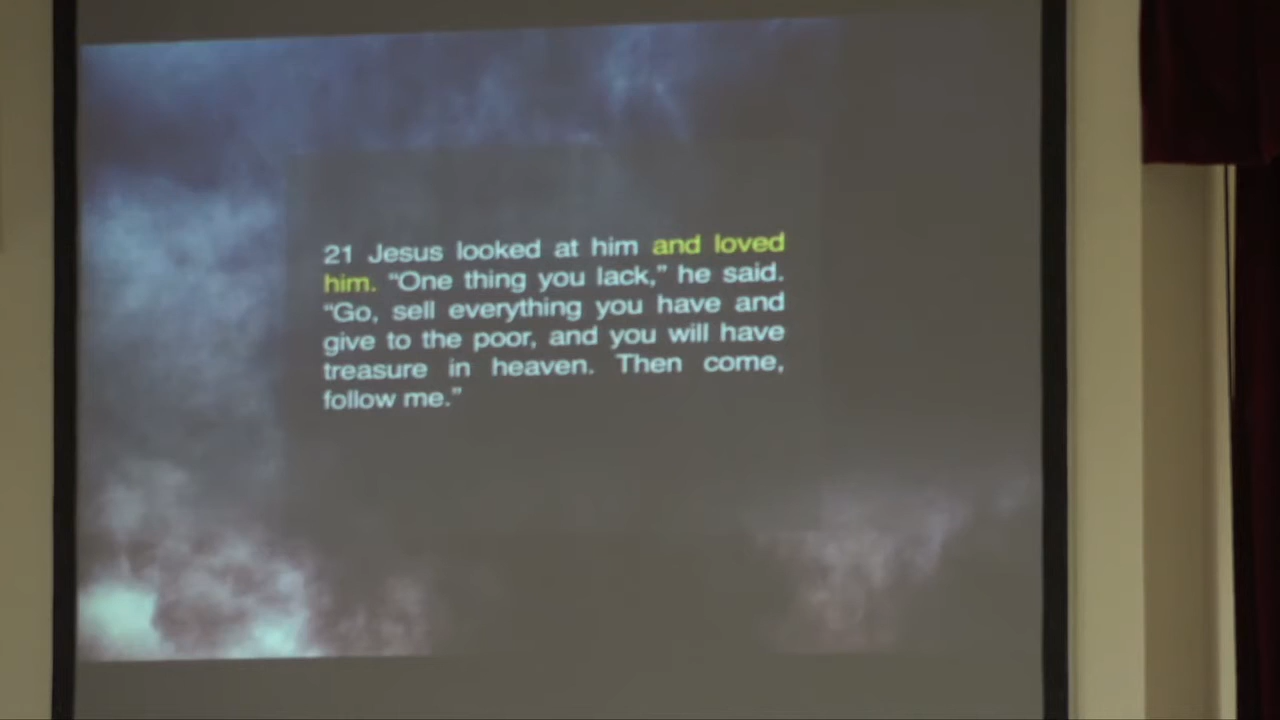 21 Jesus looked at him and loved
him. “One thing you lack,” he said.
“Go, sell everything you have and
give to the poor, and you will have
treasure in heaven. Then come,
follow me.”